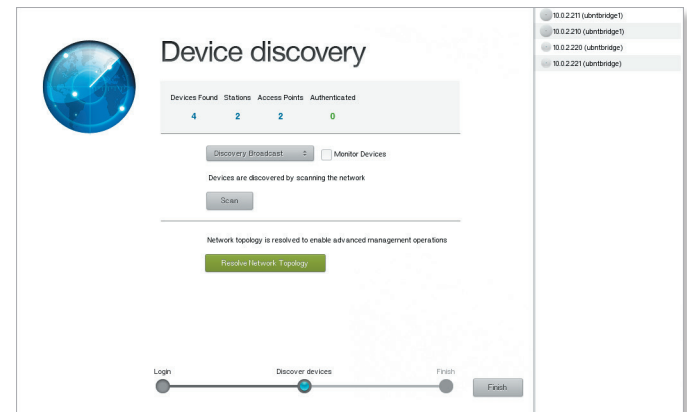 Device discovery
Devices Found Stations Access Points Authenticated
4 2 2 0
Discovery Broadcast Monitor Devices
Devices are discovered by scanning the network
Scan
Network topology is resolved to enable advanced management operations
Resolve Network Topology
Login Discover devices Finish
Finish
10.0.2.211 (ubntbridge1)
10.0.2.210 (ubntbridge1)
10.0.2.220 (ubntbridge)
10.0.2.221 (ubntbridge)